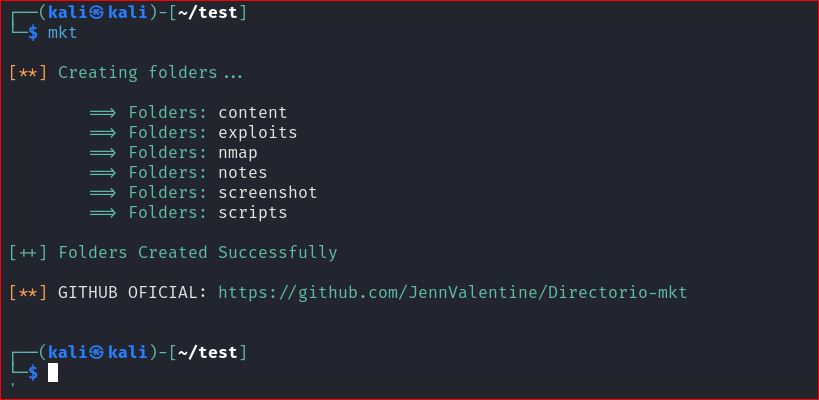 ┌──(kali㉿kali)-[~/test]
└─$ mkt
[**] Creating folders...
==> Folders: content
==> Folders: exploits
==> Folders: nmap
==> Folders: notes
==> Folders: screenshot
==> Folders: scripts
[++] Folders Created Successfully
[**] GITHUB OFICIAL: https://github.com/JennValentine/Directorio-mkt
┌──(kali㉿kali)-[~/test]
└─$